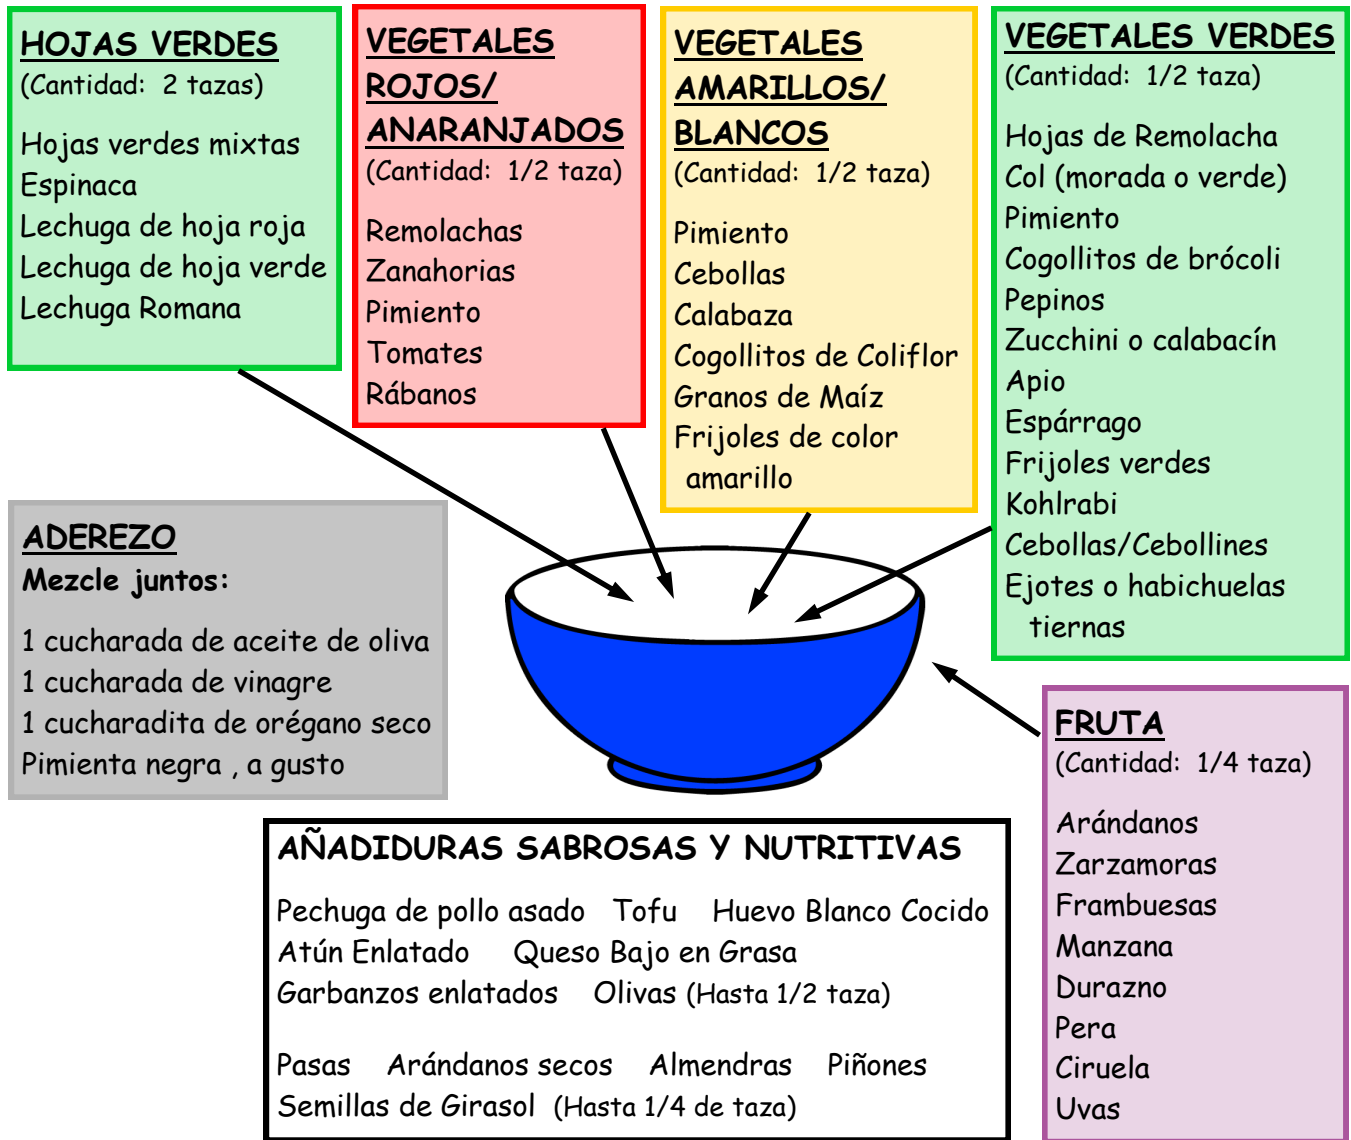 HOJAS VERDES
(Cantidad: 2 tazas)
Hojas verdes mixtas
Espinaca
Lechuga de hoja roja
Lechuga de hoja verde
Lechuga Romana
VEGETALES
ROJOS/
ANARANJADOS
(Cantidad: 1/2 taza)
Remolachas
Zanahorias
Pimiento
Tomates
Rábanos
VEGETALES
AMARILLOS/
BLANCOS
(Cantidad: 1/2 taza)
Pimiento
Cebollas
Calabaza
Cogollitos de Coliflor
Granos de Maíz
Frijoles de color
amarillo
VEGETALES VERDES
(Cantidad: 1/2 taza)
Hojas de Remolacha
Col (morada o verde)
Pimiento
Cogollitos de brócoli
Pepinos
Zucchini o calabacín
Apio
Espárrago
Frijoles verdes
Kohlrabi
Cebollas/Cebollines
Ejotes o habichuelas
tiernas
ADEREZO
Mezcle juntos:
1 cucharada de aceite de oliva
1 cucharada de vinagre
1 cucharadita de orégano seco
Pimienta negra , a gusto
FRUTA
(Cantidad: 1/4 taza)
Arándanos
Zarzamoras
Frambuesas
Manzana
Durazno
Pera
Ciruela
Uvas
AÑADIDURAS SABROSAS Y NUTRITIVAS
Pechuga de pollo asado Tofu Huevo Blanco Cocido
Atún Enlatado Queso Bajo en Grasa
Garbanzos enlatados Olivas (Hasta 1/2 taza)
Pasas Arándanos secos Almendras Piñones
Semillas de Girasol (Hasta 1/4 de taza)